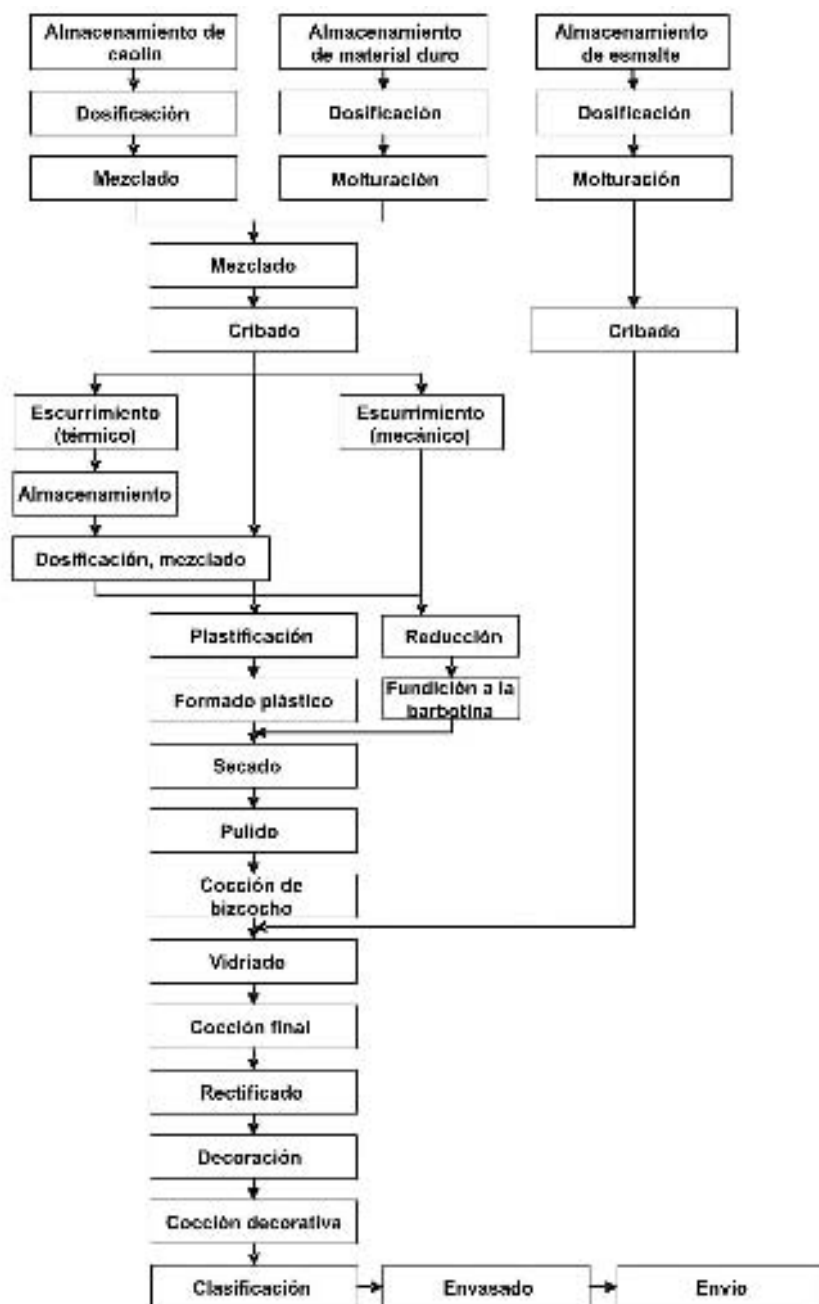 Almacenamiento de
caolín
Almacenamiento
de material duro
Almacenamiento
de esmalte
Dosificación
Dosificación
Dosificación
Mezclado
Molturación
Molturación
Mezclado
Cribado
Cribado
Escurrimiento
(térmico)
Escurrimiento
(mecánico)
Almacenamiento
Dosificación, mezclado
Plastificación
Reducción
Formado plástico
Fundición a la
barbotina
Secado
Pulido
Cocción de
bizcocho
Vidriado
Cocción final
Rectificado
Decoración
Cocción decorativa
Clasificación
Envasado
Envío